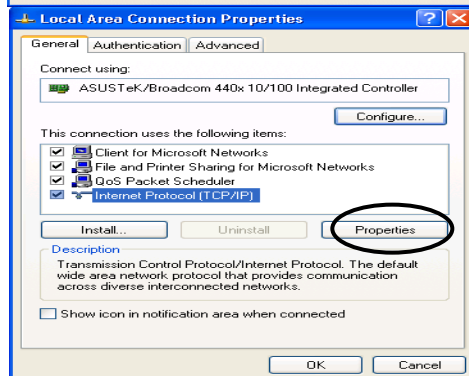 Local Area Connection Properties
General Authentication Advanced
Connect using:
ASUSTeK/Broadcom 440x 10/100 Integrated Controller
Configure...
This connection uses the following items:
Client for Microsoft Networks
File and Printer Sharing for Microsoft Networks
QoS Packet Scheduler
Internet Protocol (TCP/IP)
Install... Uninstall Properties
Description
Transmission Control Protocol/Internet Protocol. The default
wide area network protocol that provides communication
across diverse interconnected networks.
Show icon in notification area when connected
OK Cancel